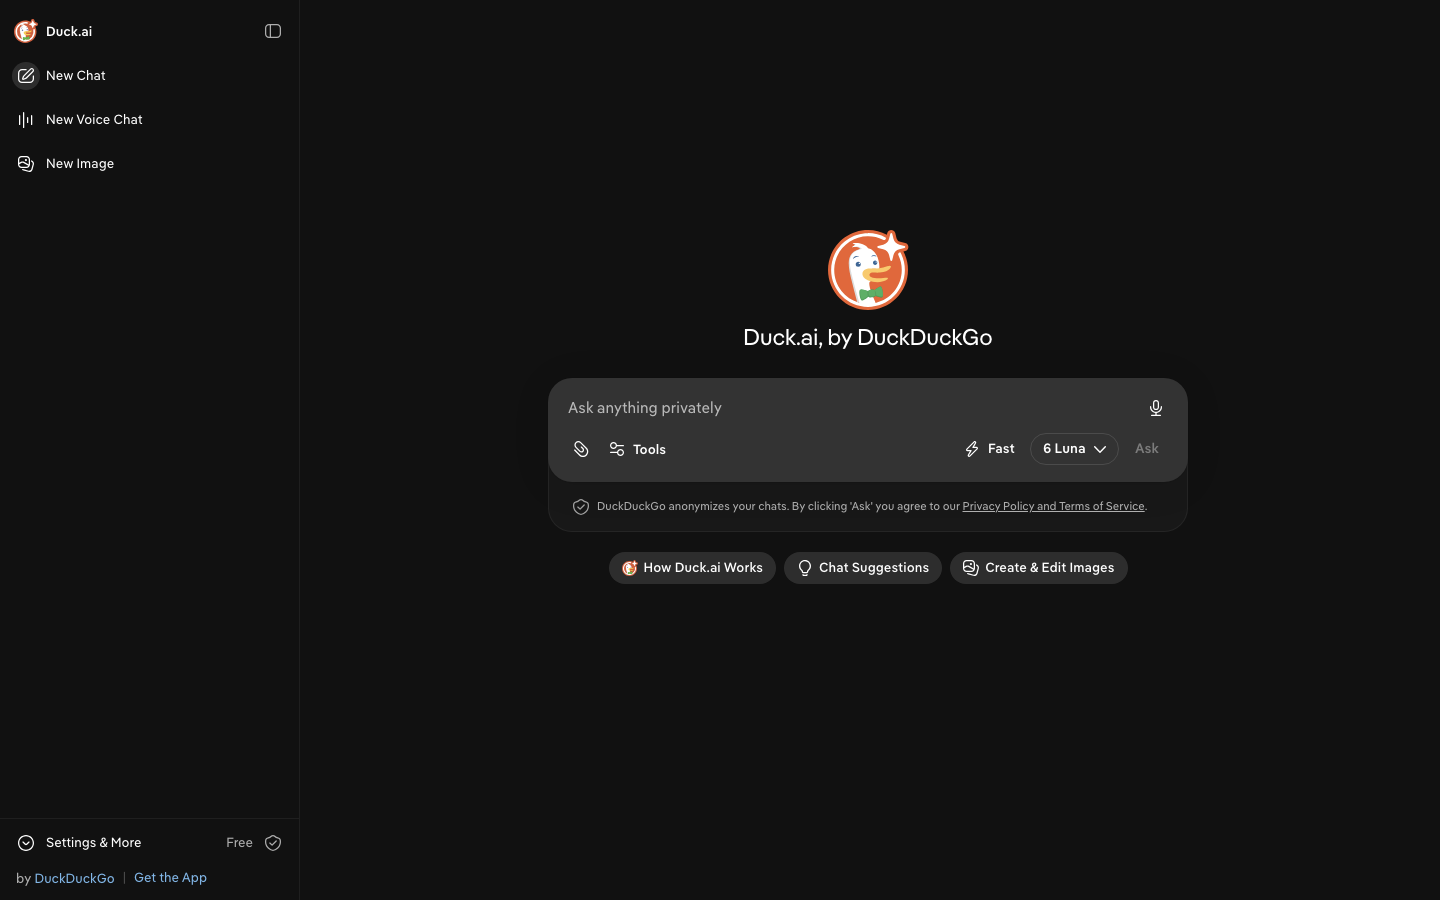 Duck.ai
New Chat
New Voice Chat
New Image
Duck.ai, by DuckDuckGo
Ask anything privately
Tools
Fast
6 Luna
Ask
DuckDuckGo anonymizes your chats. By clicking 'Ask' you agree to our Privacy Policy and Terms of Service.
How Duck.ai Works
Chat Suggestions
Create & Edit Images
Settings & More
Free
by DuckDuckGo | Get the App